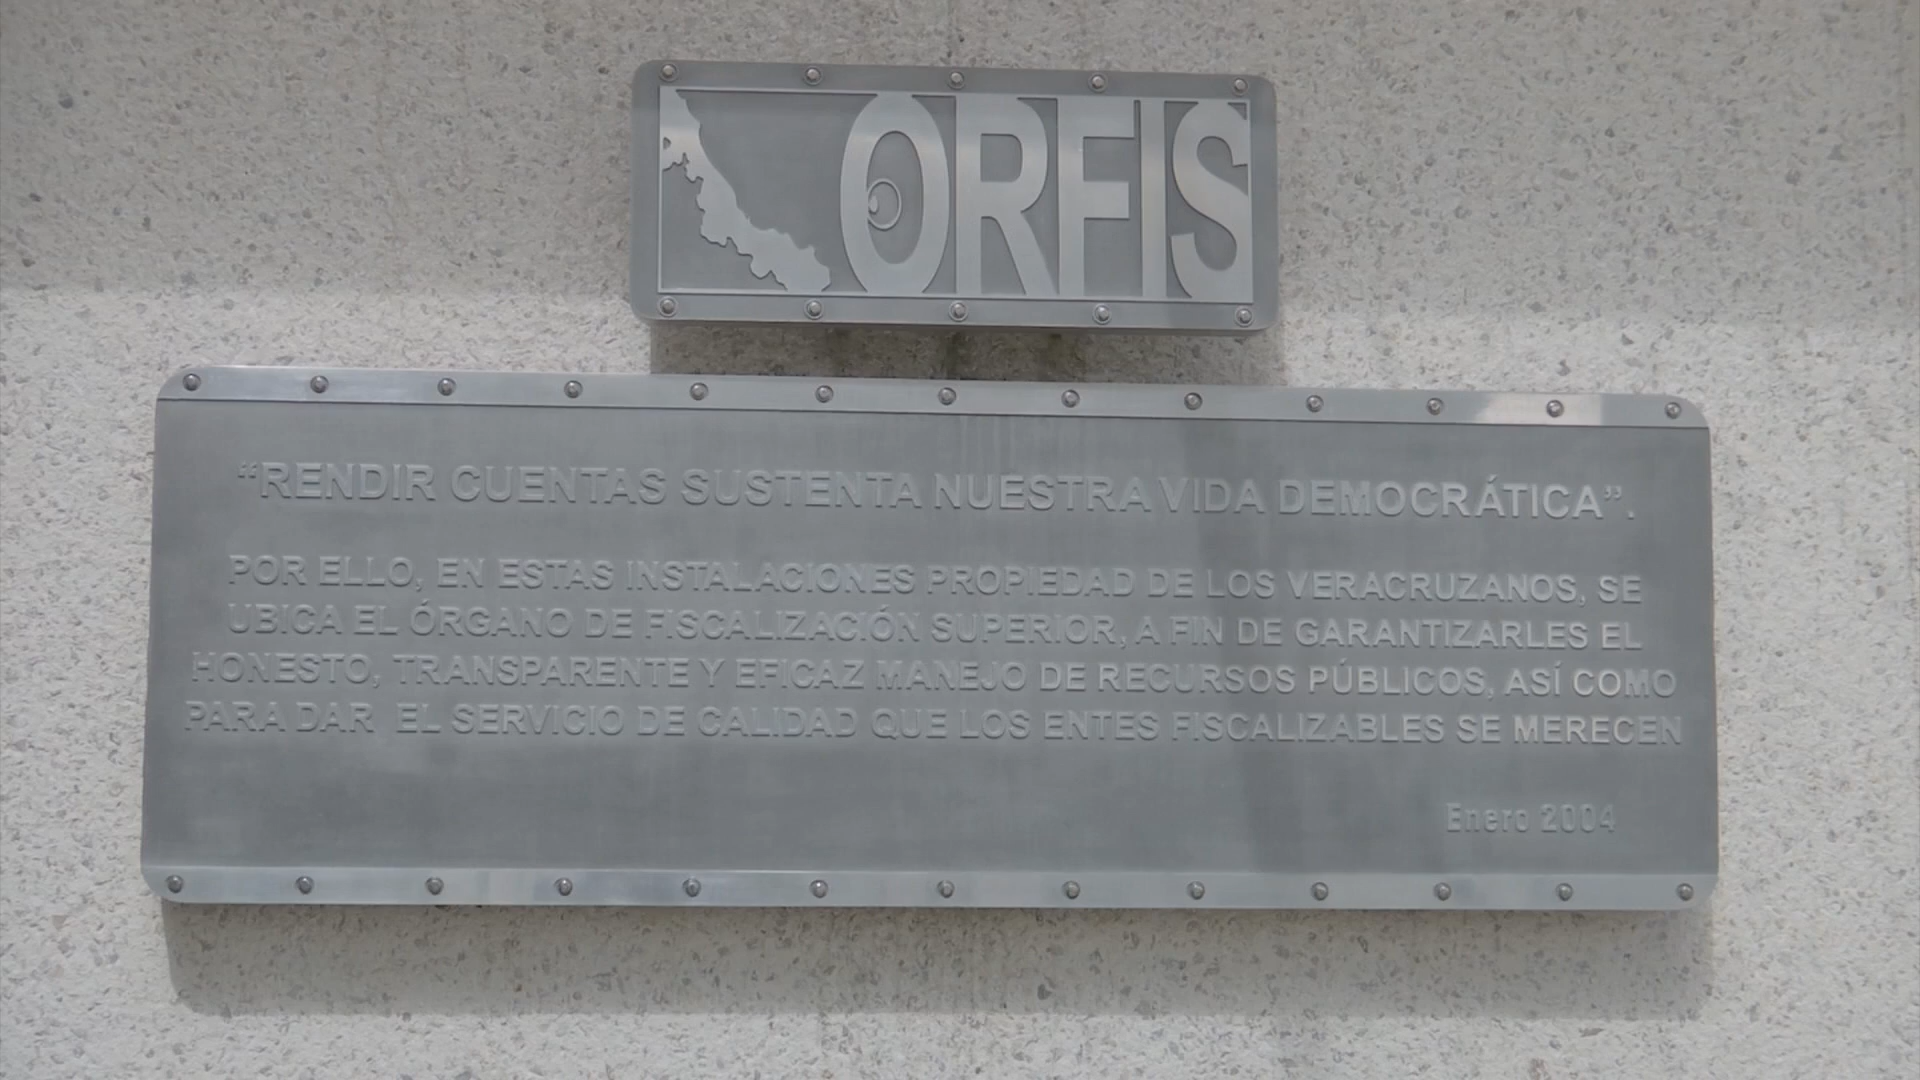 ORFIS
“RENDIR CUENTAS SUSTENTA NUESTRA VIDA DEMOCRÁTICA”.
POR ELLO, EN ESTAS INSTALACIONES PROPIEDAD DE LOS VERACRUZANOS, SE
UBICA EL ÓRGANO DE FISCALIZACIÓN SUPERIOR, A FIN DE GARANTIZARLES EL
HONESTO, TRANSPARENTE Y EFICAZ MANEJO DE RECURSOS PÚBLICOS, ASÍ COMO
PARA DAR EL SERVICIO DE CALIDAD QUE LOS ENTES FISCALIZABLES SE MERECEN
Enero 2004